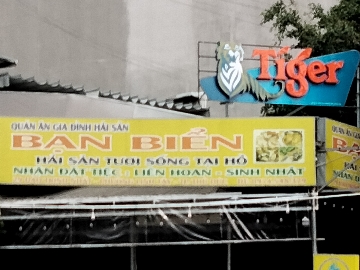 Tiger
QUÁN ĂN GIA ĐÌNH HẢI SẢN
BẠN BIỂN
HẢI SẢN TƯƠI SỐNG TẠI HỒ
NHẬN ĐẶT TIỆC - LIÊN HOAN - SINH NHẬT